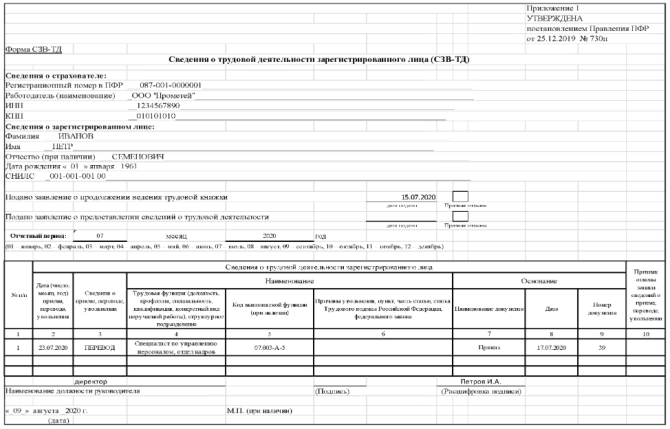 Приложение 1
УТВЕРЖДЕНА
постановлением Правления ПФР
от 25.12.2019 № 730п
Форма СЗВ-ТД
Сведения о трудовой деятельности зарегистрированного лица (СЗВ-ТД)
Сведения о страхователе:
Регистрационный номер в ПФР 087-001-0000001
Работодатель (наименование) _ООО "Прометей"
ИНН __1234567890
КПП __010101010
Сведения о зарегистрированном лице:
Фамилия ИВАНОВ
Имя __ПЕТР
Отчество (при наличии) СЕМЕНОВИЧ
Дата рождения « 01 » января 1961
СНИЛС _001-001-001 00
Подано заявление о продолжении ведения трудовой книжки 15.07.2020
дата подачи Признак отмены
Подано заявление о предоставлении сведений о трудовой деятельности
дата подачи Признак отмены
Отчетный период: 07 месяц 2020 год
(01 – январь, 02 – февраль, 03 – март, 04 – апрель, 05 – май, 06 – июнь, 07 – июль, 08 – август, 09 – сентябрь, 10 – октябрь, 11 – ноябрь, 12 – декабрь)
Сведения о трудовой деятельности зарегистрированного лица
№ п/п
Дата (число, месяц, год) приема, перевода, увольнения
Сведения о приеме, переводе, увольнении
Наименование
Трудовая функция (должность, профессия, специальность, квалификация, конкретный вид поручаемой работы), структурное подразделение
Код выполняемой функции (при наличии)
Причины увольнения, пункт, часть статьи, статья Трудового кодекса Российской Федерации, федерального закона
Основание
Наименование документа
Дата
Номер документа
Признак отмены записи сведений о приеме, переводе, увольнении
1 2 3 4 5 6 7 8 9 10
1 23.07.2020 ПЕРЕВОД Специалист по управлению персоналом, отдел кадров 07.003-А-5 Приказ 17.07.2020 59
директор Петров И.А.
Наименование должности руководителя (Подпись) (Расшифровка подписи)
«_09_» августа _2020 г. М.П. (при наличии)
(дата)